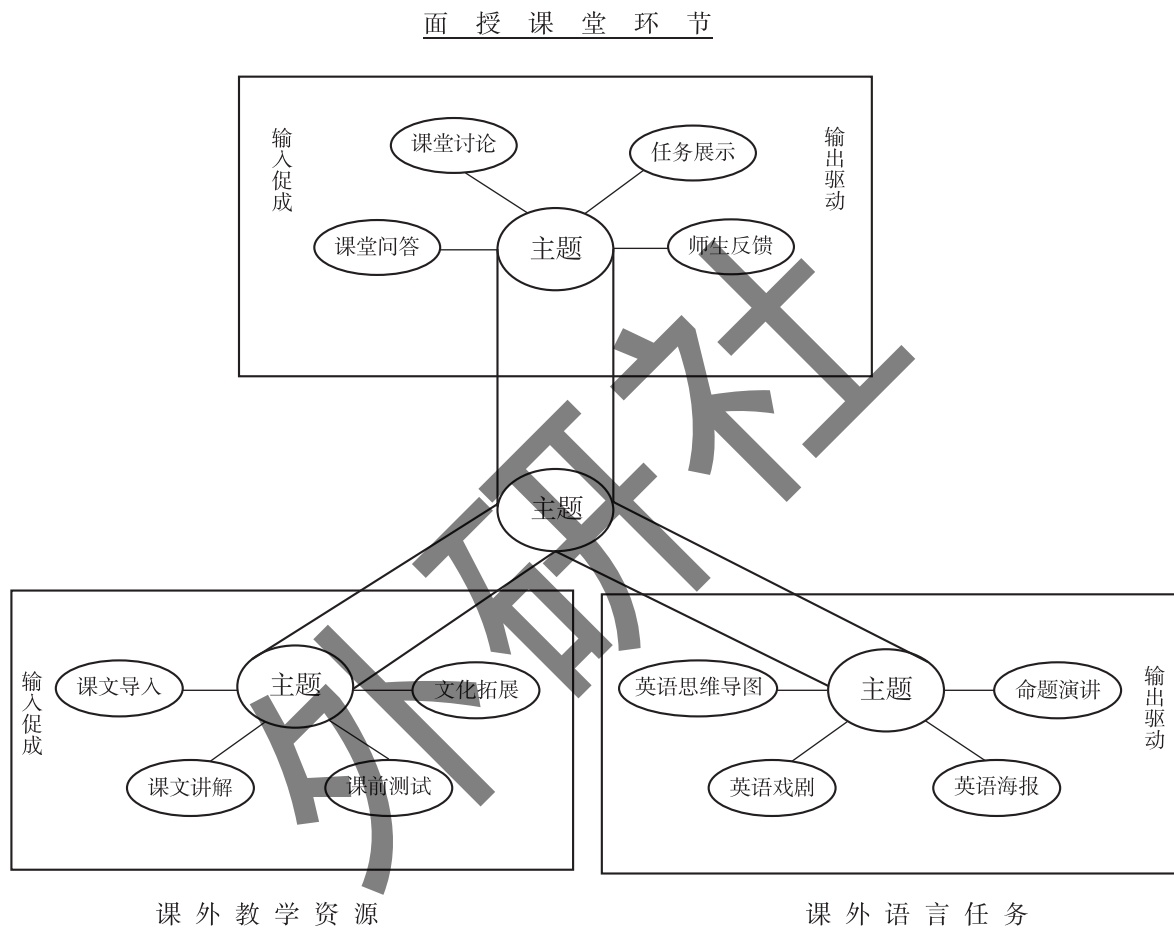 面授课堂环节
输入促成
课堂讨论
任务展示
输出驱动
课堂问答
主题
师生反馈
主题
输入促成
课文导入
主题
文化拓展
课文讲解
课前测试
英语思维导图
主题
命题演讲
输出驱动
英语戏剧
英语海报
课外教学资源
课外语言任务
外研社